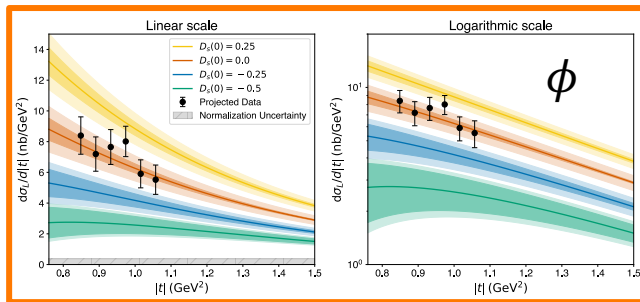 Linear scale
Logarithmic scale
dσ_L/d|t| (nb/GeV²)
14
12
10
8
6
4
2
0
D_s(0) = 0.25
D_s(0) = 0.0
D_s(0) = −0.25
D_s(0) = −0.5
Projected Data
Normalization Uncertainty
0.8 0.9 1.0 1.1 1.2 1.3 1.4 1.5
|t| (GeV²)
dσ_L/d|t| (nb/GeV²)
10¹
10⁰
ϕ
0.8 0.9 1.0 1.1 1.2 1.3 1.4 1.5
|t| (GeV²)